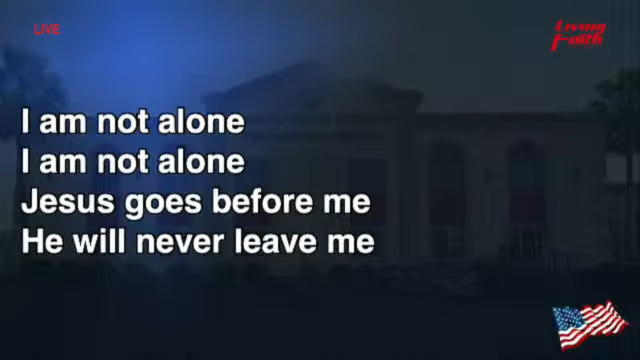 LIVE
Living
Faith
I am not alone
I am not alone
Jesus goes before me
He will never leave me